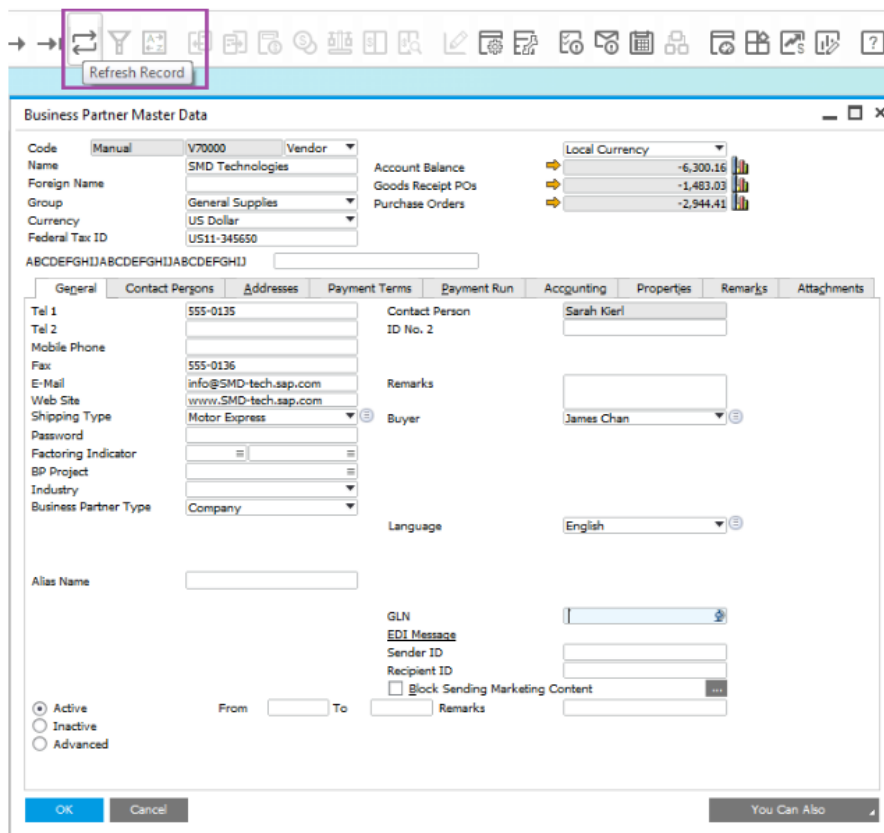 Refresh Record
Business Partner Master Data
Code Manual V70000 Vendor Local Currency
Name SMD Technologies Account Balance -6,300.16
Foreign Name Goods Receipt POs -1,483.03
Group General Supplies Purchase Orders -2,944.41
Currency US Dollar
Federal Tax ID US11-345650
ABCDEFGHIJABCDEFGHIJABCDEFGHIJ
General Contact Persons Addresses Payment Terms Payment Run Accounting Properties Remarks Attachments
Tel 1 555-0135 Contact Person Sarah Kierl
Tel 2 ID No. 2
Mobile Phone
Fax 555-0136
E-Mail info@SMD-tech.sap.com Remarks
Web Site www.SMD-tech.sap.com
Shipping Type Motor Express Buyer James Chan
Password
Factoring Indicator
BP Project
Industry
Business Partner Type Company
Language English
Alias Name
GLN
EDI Message
Sender ID
Recipient ID
Block Sending Marketing Content ...
Active From To Remarks
Inactive
Advanced
OK Cancel You Can Also